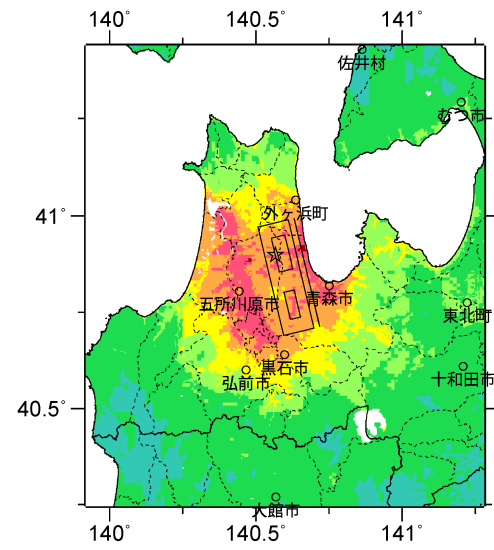 140° 140.5° 141°
佐井村
むつ市
外ヶ浜町
41°
五所川原市
青森市
東北町
黒石市
十和田市
弘前市
40.5°
大館市
140° 140.5° 141°